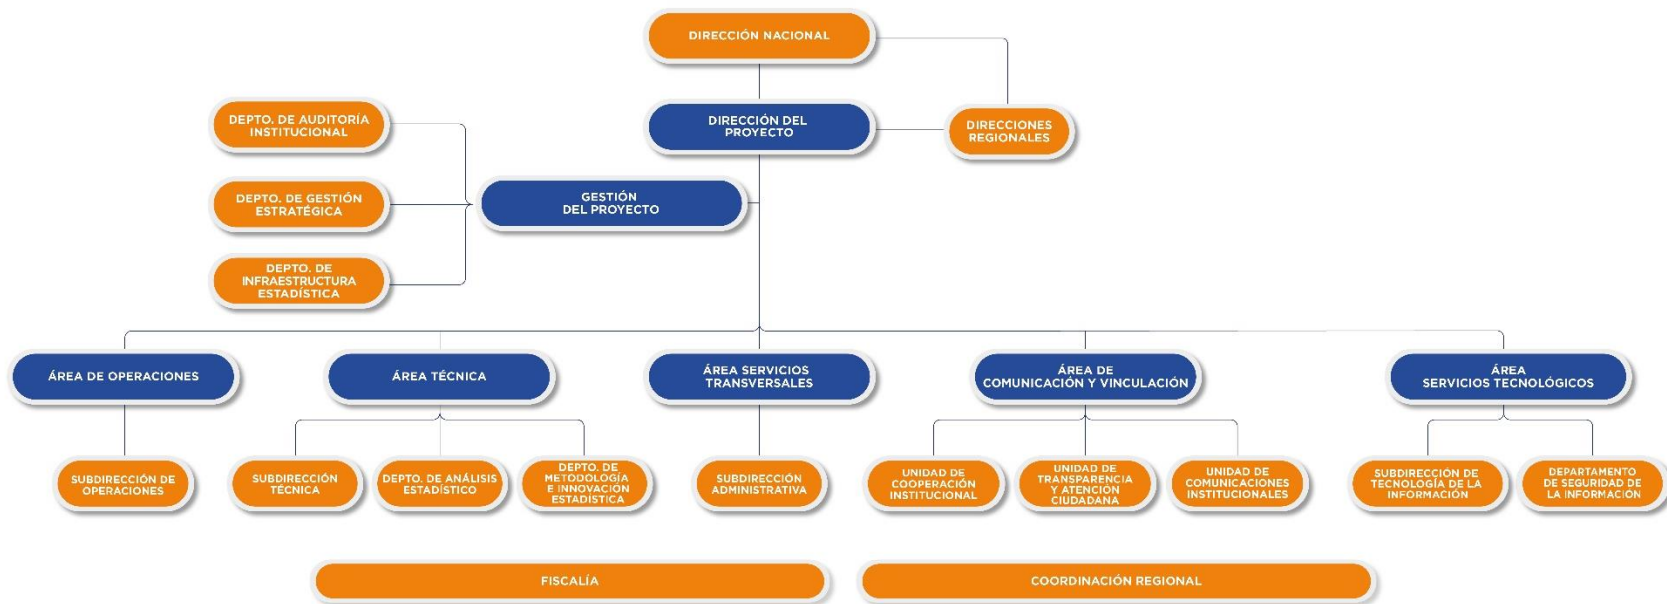 DIRECCIÓN NACIONAL
DIRECCIÓN DEL
PROYECTO
DIRECCIONES
REGIONALES
DEPTO. DE AUDITORÍA
INSTITUCIONAL
DEPTO. DE GESTIÓN
ESTRATÉGICA
DEPTO. DE
INFRAESTRUCTURA
ESTADÍSTICA
GESTIÓN
DEL PROYECTO
ÁREA DE OPERACIONES
ÁREA TÉCNICA
ÁREA SERVICIOS
TRANSVERSALES
ÁREA DE
COMUNICACIÓN Y VINCULACIÓN
ÁREA
SERVICIOS TECNOLÓGICOS
SUBDIRECCIÓN DE
OPERACIONES
SUBDIRECCIÓN
TÉCNICA
DEPTO. DE ANÁLISIS
ESTADÍSTICO
DEPTO. DE
METODOLOGÍA
E INNOVACIÓN
ESTADÍSTICA
SUBDIRECCIÓN
ADMINISTRATIVA
UNIDAD DE
COOPERACIÓN
INSTITUCIONAL
UNIDAD DE
TRANSPARENCIA
Y ATENCIÓN
CIUDADANA
UNIDAD DE
COMUNICACIONES
INSTITUCIONALES
SUBDIRECCIÓN DE
TECNOLOGÍA DE LA
INFORMACIÓN
DEPARTAMENTO
DE SEGURIDAD DE
LA INFORMACIÓN
FISCALÍA
COORDINACIÓN REGIONAL